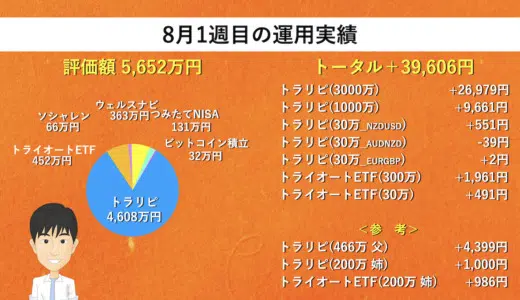 8月1週目の運用実績
評価額 5,652万円
ウェルスナビ
363万円
つみたてNISA
131万円
ソシャレン
66万円
ビットコイン積立
32万円
トライオートETF
452万円
トラリピ
4,608万円
トータル＋39,606円
トラリピ(3000万) +26,979円
トラリピ(1000万) +9,661円
トラリピ(30万_NZDUSD) +551円
トラリピ(30万_AUDNZD) -39円
トラリピ(30万_EURGBP) +2円
トライオートETF(300万) +1,961円
トライオートETF(30万) +491円
＜参 考＞
トラリピ(466万 父) +4,399円
トラリピ(200万 姉) +1,000円
トライオートETF(200万 姉) +986円